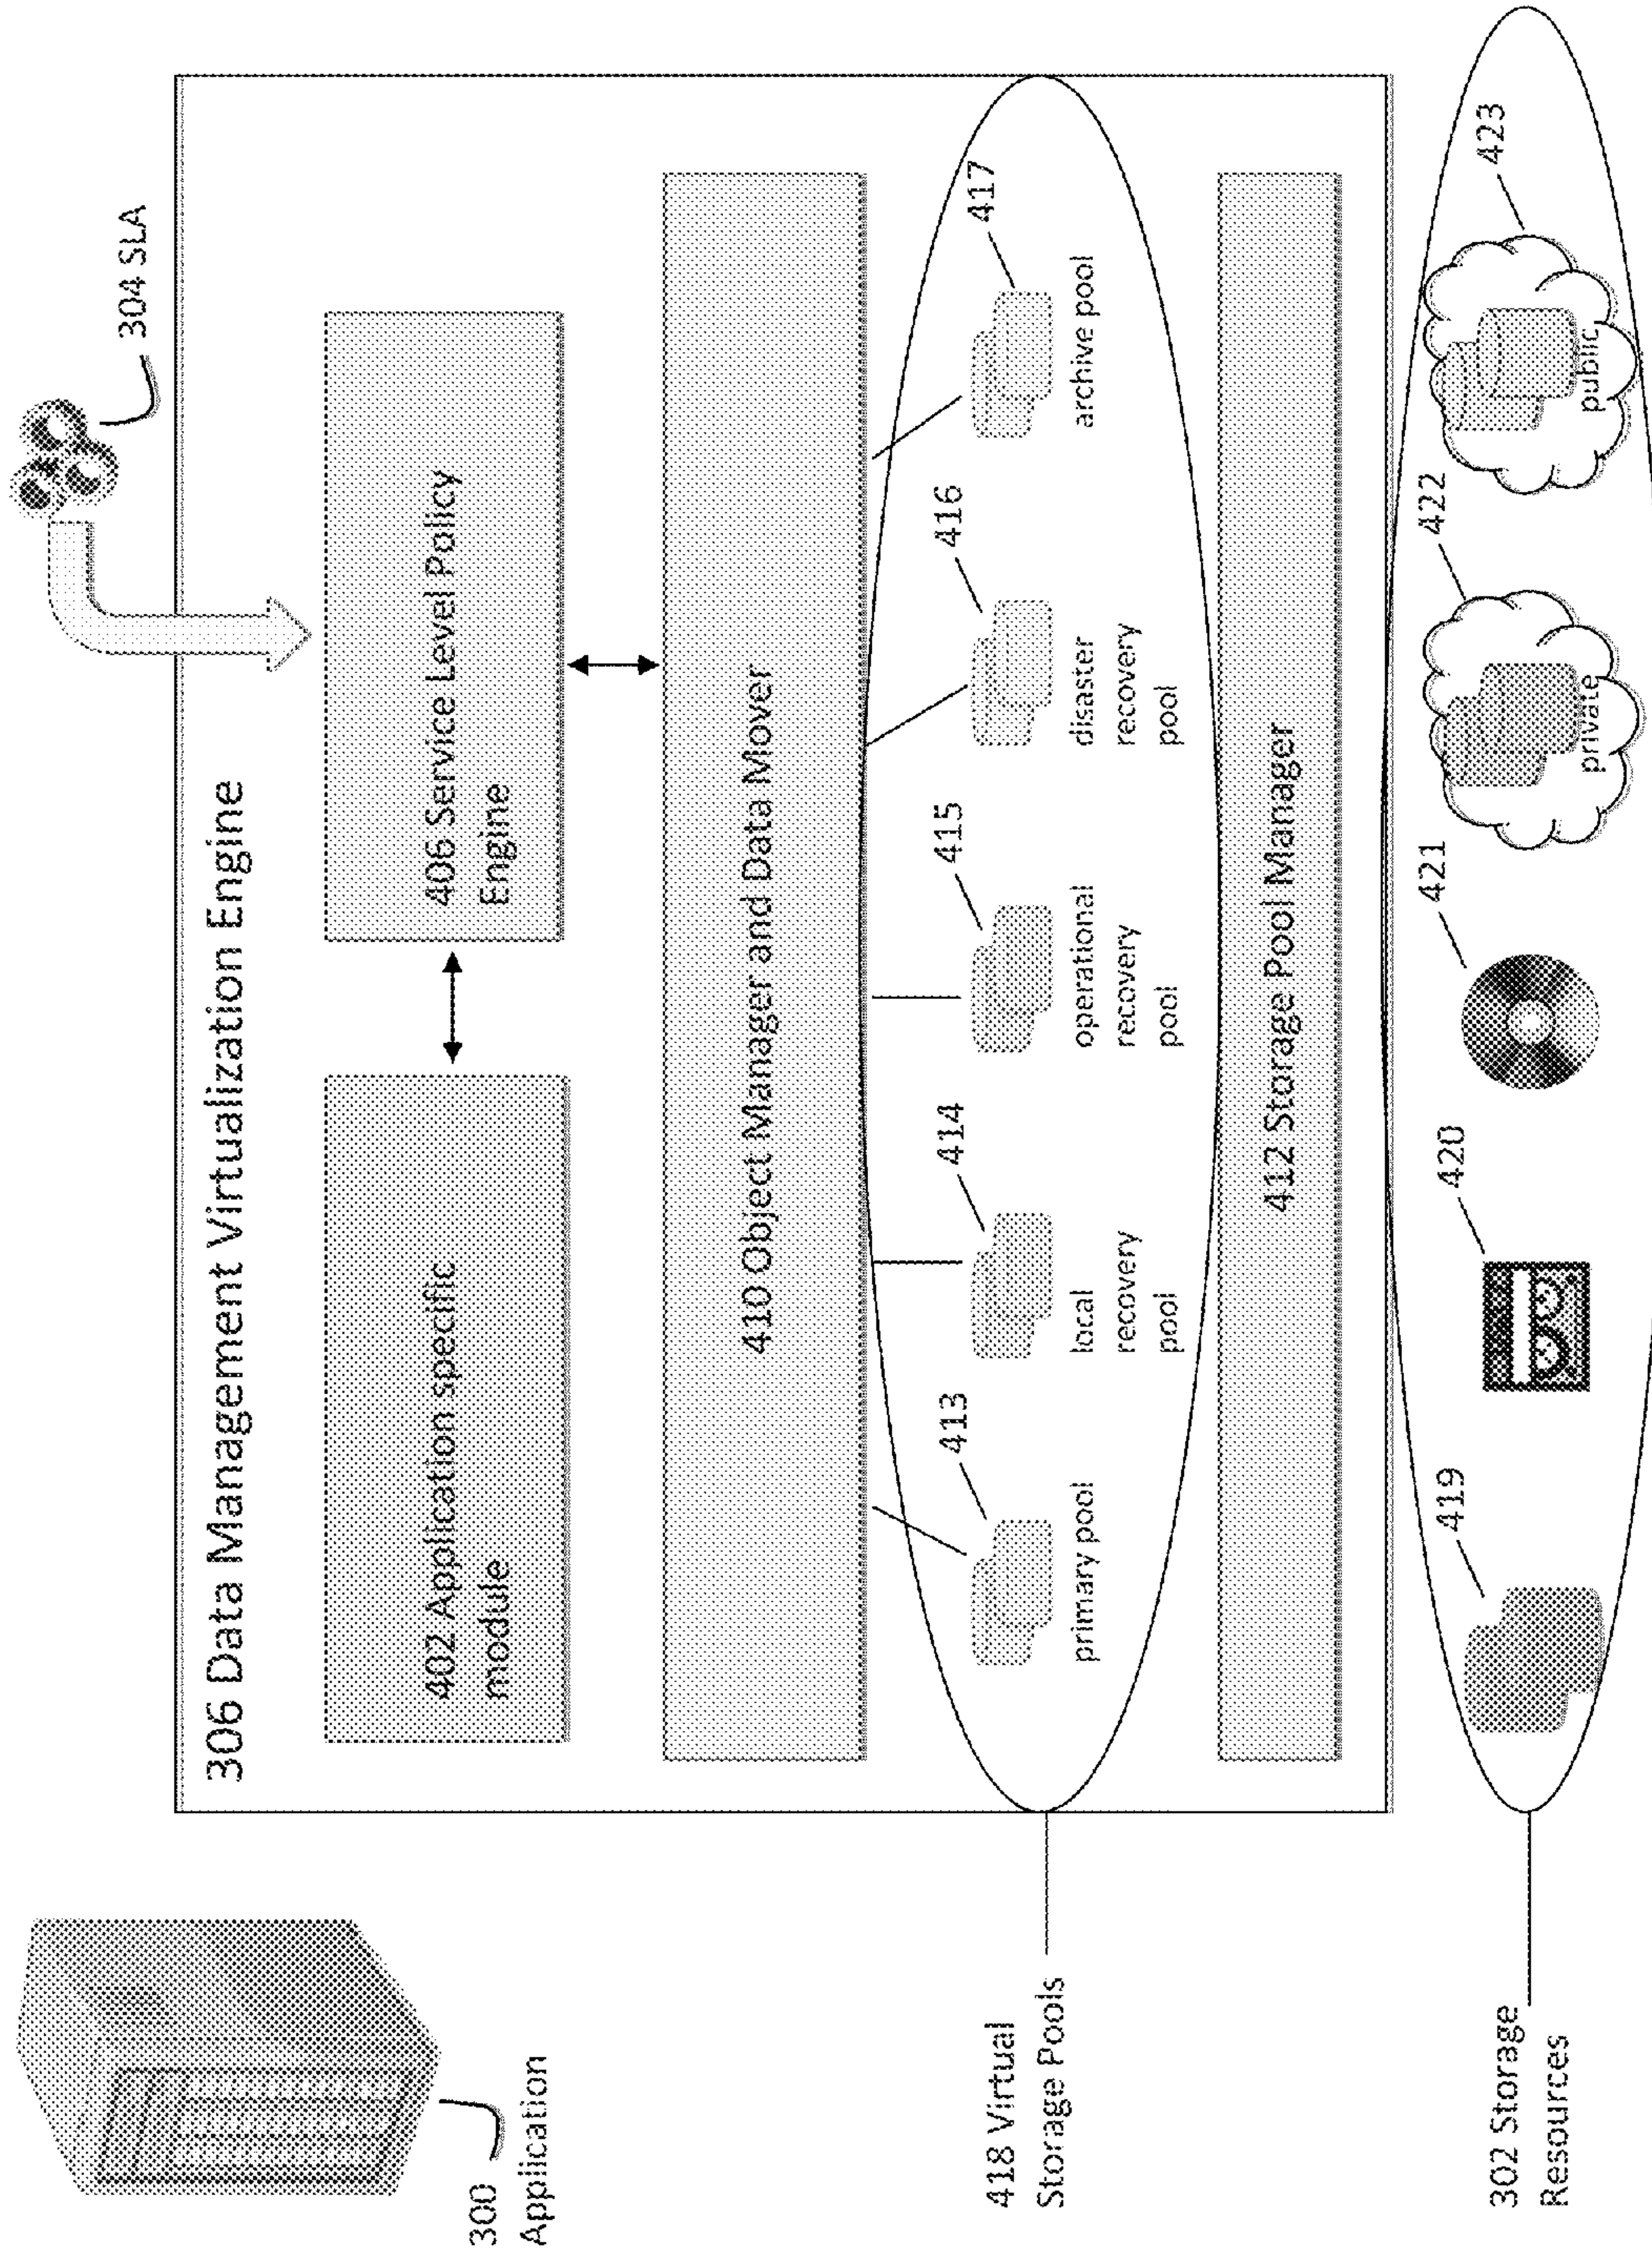 304 SLA
306 Data Management Virtualization Engine
300
Application
402 Application specific
module
406 Service Level Policy
Engine
410 Object Manager and Data Mover
418 Virtual
Storage Pools
413
414
415
416
417
primary pool
local
recovery
pool
operational
recovery
pool
disaster
recovery
pool
archive pool
412 Storage Pool Manager
302 Storage
Resources
419
420
421
422
423
private
public